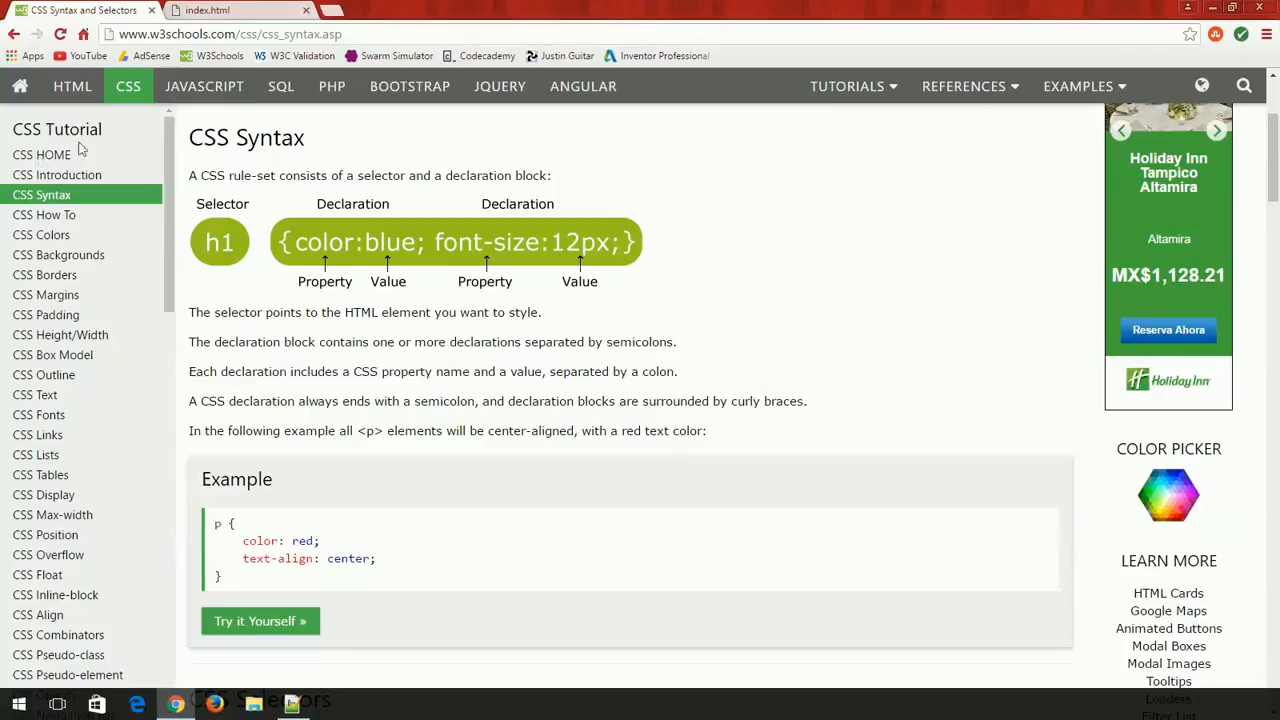 CSS Syntax and Selectors
index.html
www.w3schools.com/css/css_syntax.asp
Apps YouTube AdSense W3Schools W3C Validation Swarm Simulator Codecademy Justin Guitar Inventor Professional
HTML CSS JAVASCRIPT SQL PHP BOOTSTRAP JQUERY ANGULAR TUTORIALS REFERENCES EXAMPLES
CSS Tutorial
CSS HOME
CSS Introduction
CSS Syntax
CSS How To
CSS Colors
CSS Backgrounds
CSS Borders
CSS Margins
CSS Padding
CSS Height/Width
CSS Box Model
CSS Outline
CSS Text
CSS Fonts
CSS Links
CSS Lists
CSS Tables
CSS Display
CSS Max-width
CSS Position
CSS Overflow
CSS Float
CSS Inline-block
CSS Align
CSS Combinators
CSS Pseudo-class
CSS Pseudo-element
CSS Syntax
A CSS rule-set consists of a selector and a declaration block:
Selector Declaration Declaration
h1 {color:blue; font-size:12px;}
Property Value Property Value
The selector points to the HTML element you want to style.
The declaration block contains one or more declarations separated by semicolons.
Each declaration includes a CSS property name and a value, separated by a colon.
A CSS declaration always ends with a semicolon, and declaration blocks are surrounded by curly braces.
In the following example all <p> elements will be center-aligned, with a red text color:
Example
p {
color: red;
text-align: center;
}
Try it Yourself »
CSS Selectors
Holiday Inn
Tampico
Altamira
Altamira
MX$1,128.21
Reserva Ahora
H Holiday Inn
COLOR PICKER
LEARN MORE
HTML Cards
Google Maps
Animated Buttons
Modal Boxes
Modal Images
Tooltips
Loaders
Filter List